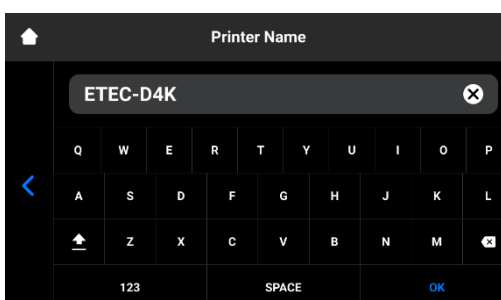 Printer Name
ETEC-D4K
Q W E R T Y U I O P
A S D F G H J K L
Z X C V B N M
123 SPACE OK